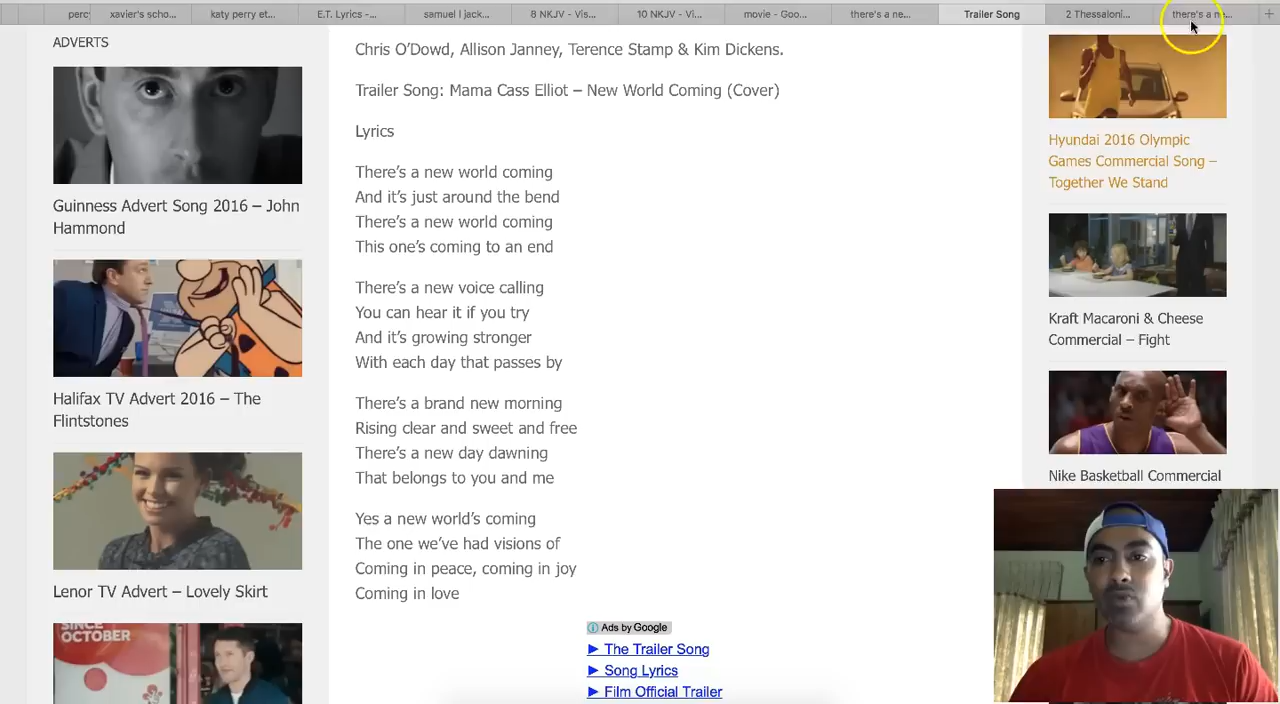 percy
xavier's scho...
katy perry et...
E.T. Lyrics -...
samuel l jack...
8 NKJV - Vis...
10 NKJV - Vi...
movie - Goo...
there's a ne...
Trailer Song
2 Thessaloni...
there's a ne...
ADVERTS
Guinness Advert Song 2016 – John
Hammond
Halifax TV Advert 2016 – The
Flintstones
Lenor TV Advert – Lovely Skirt
SINCE
OCTOBER
Chris O’Dowd, Allison Janney, Terence Stamp & Kim Dickens.
Trailer Song: Mama Cass Elliot – New World Coming (Cover)
Lyrics
There’s a new world coming
And it’s just around the bend
There’s a new world coming
This one’s coming to an end
There’s a new voice calling
You can hear it if you try
And it’s growing stronger
With each day that passes by
There’s a brand new morning
Rising clear and sweet and free
There’s a new day dawning
That belongs to you and me
Yes a new world’s coming
The one we’ve had visions of
Coming in peace, coming in joy
Coming in love
Ads by Google
► The Trailer Song
► Song Lyrics
► Film Official Trailer
Hyundai 2016 Olympic
Games Commercial Song –
Together We Stand
Kraft Macaroni & Cheese
Commercial – Fight
Nike Basketball Commercial